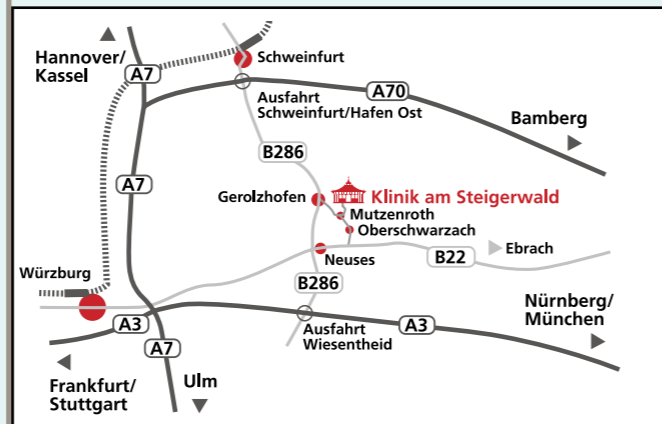 Hannover/
Kassel
A7
Schweinfurt
Ausfahrt
Schweinfurt/Hafen Ost
A70
Bamberg
B286
A7
Gerolzhofen
Klinik am Steigerwald
Mutzenroth
Oberschwarzach
Neuses
B22
Ebrach
Würzburg
B286
Nürnberg/
München
A3
A7
Ausfahrt
Wiesentheid
A3
Frankfurt/
Stuttgart
Ulm